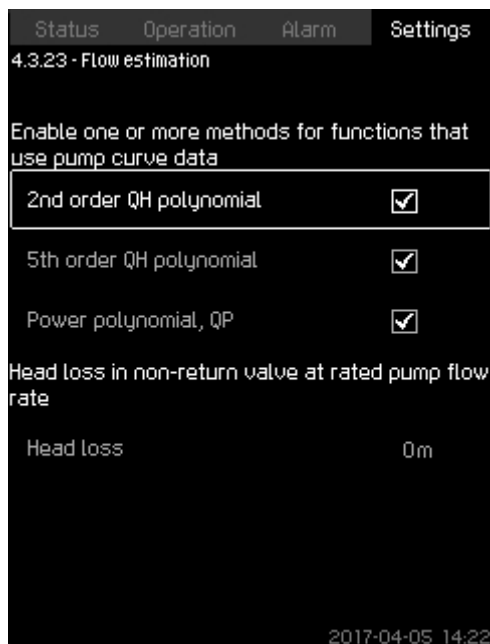 Status Operation Alarm Settings
4.3.23 - Flow estimation
Enable one or more methods for functions that
use pump curve data
2nd order QH polynomial
5th order QH polynomial
Power polynomial, QP
Head loss in non-return valve at rated pump flow
rate
Head loss 0m
2017-04-05 14:22